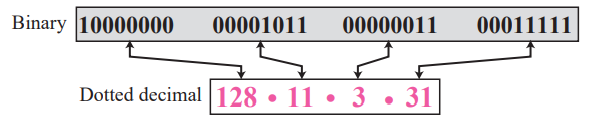 Binary 10000000 00001011 00000011 00011111
Dotted decimal 128 • 11 • 3 • 31